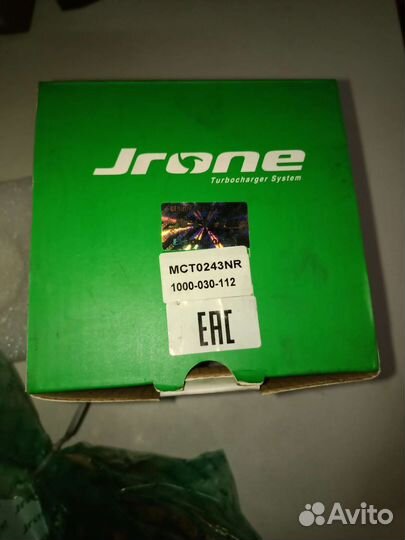 Jrone
Turbocharger System
MCT0243NR
1000-030-112
EAC
Avito